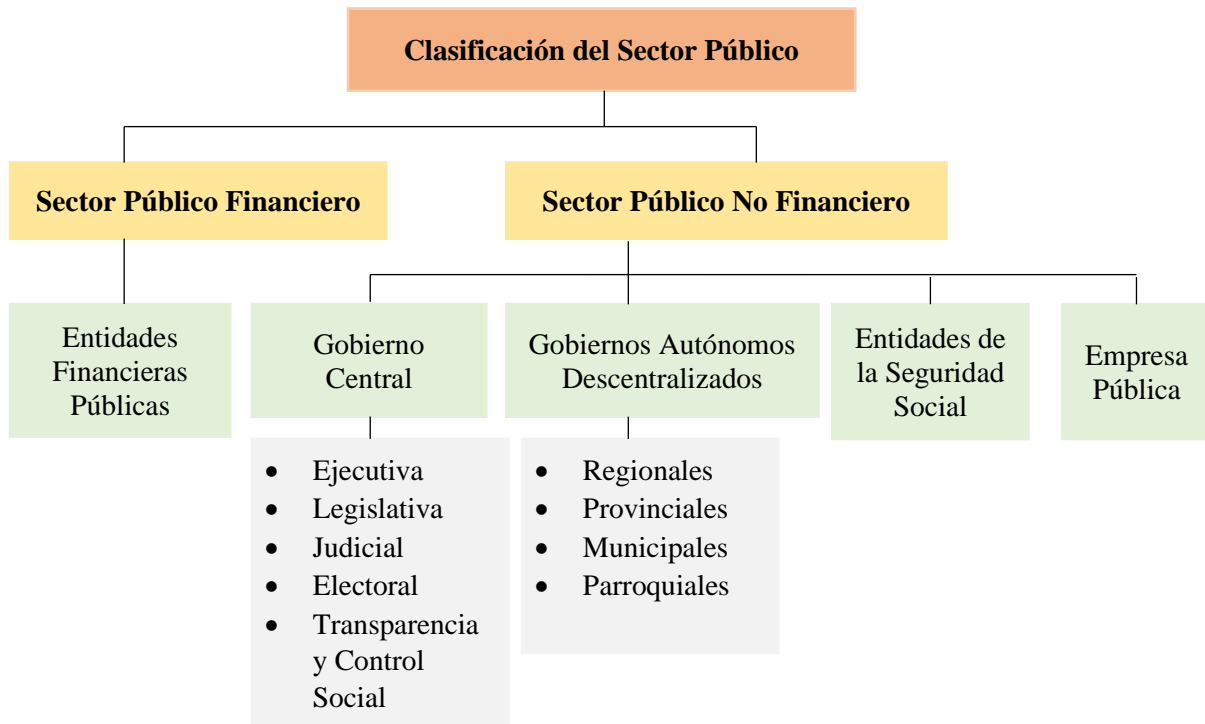 Clasificación del Sector Público
Sector Público Financiero
Sector Público No Financiero
Entidades
Financieras
Públicas
Gobierno
Central
Gobiernos Autónomos
Descentralizados
Entidades de
la Seguridad
Social
Empresa
Pública
• Ejecutiva
• Legislativa
• Judicial
• Electoral
• Transparencia
y Control
Social
• Regionales
• Provinciales
• Municipales
• Parroquiales